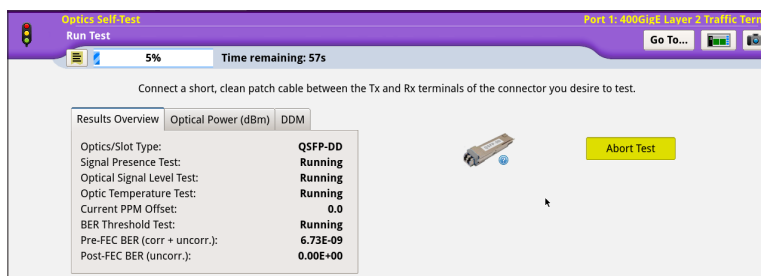 Optics Self-Test
Port 1: 400GigE Layer 2 Traffic Term
Run Test
Go To...
5%
Time remaining: 57s
Connect a short, clean patch cable between the Tx and Rx terminals of the connector you desire to test.
Results Overview
Optical Power (dBm)
DDM
Optics/Slot Type: QSFP-DD
Signal Presence Test: Running
Optical Signal Level Test: Running
Optic Temperature Test: Running
Current PPM Offset: 0.0
BER Threshold Test: Running
Pre-FEC BER (corr + uncorr.): 6.73E-09
Post-FEC BER (uncorr.): 0.00E+00
Abort Test